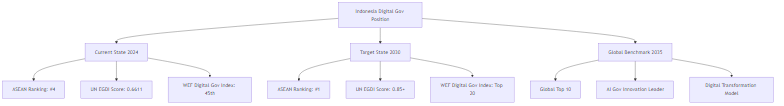 Indonesia Digital Gov
Position
Current State 2024
Target State 2030
Global Benchmark 2035
ASEAN Ranking: #4
UN EGDI Score: 0.6611
WEF Digital Gov Index:
45th
ASEAN Ranking: #1
UN EGDI Score: 0.85+
WEF Digital Gov Index: Top
20
Global Top 10
AI Gov Innovation Leader
Digital Transformation
Model